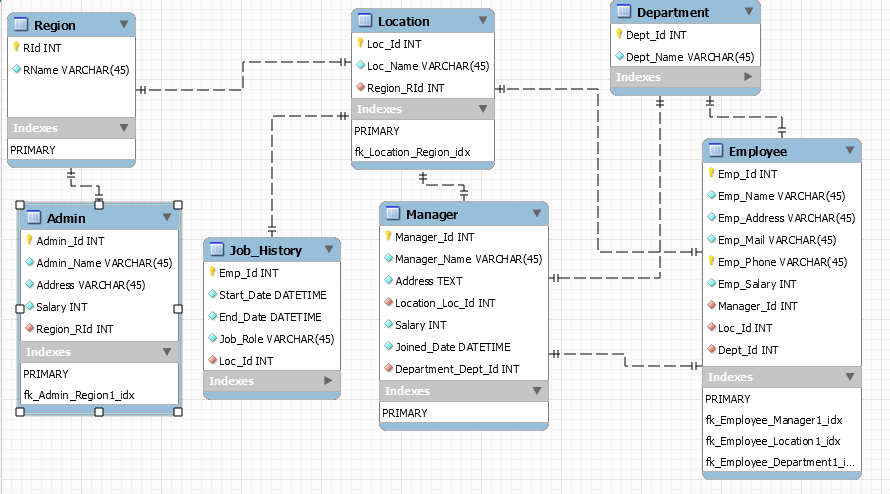 Region
RId INT
RName VARCHAR(45)
Indexes
PRIMARY
Location
Loc_Id INT
Loc_Name VARCHAR(45)
Region_RId INT
Indexes
PRIMARY
fk_Location_Region_idx
Department
Dept_Id INT
Dept_Name VARCHAR(45)
Indexes
Admin
Admin_Id INT
Admin_Name VARCHAR(45)
Address VARCHAR(45)
Salary INT
Region_RId INT
Indexes
PRIMARY
fk_Admin_Region1_idx
Job_History
Emp_Id INT
Start_Date DATETIME
End_Date DATETIME
Job_Role VARCHAR(45)
Loc_Id INT
Indexes
Manager
Manager_Id INT
Manager_Name VARCHAR(45)
Address TEXT
Location_Loc_Id INT
Salary INT
Joined_Date DATETIME
Department_Dept_Id INT
Indexes
PRIMARY
Employee
Emp_Id INT
Emp_Name VARCHAR(45)
Emp_Address VARCHAR(45)
Emp_Mail VARCHAR(45)
Emp_Phone VARCHAR(45)
Emp_Salary INT
Manager_Id INT
Loc_Id INT
Dept_Id INT
Indexes
PRIMARY
fk_Employee_Manager1_idx
fk_Employee_Location1_idx
fk_Employee_Department1_i...